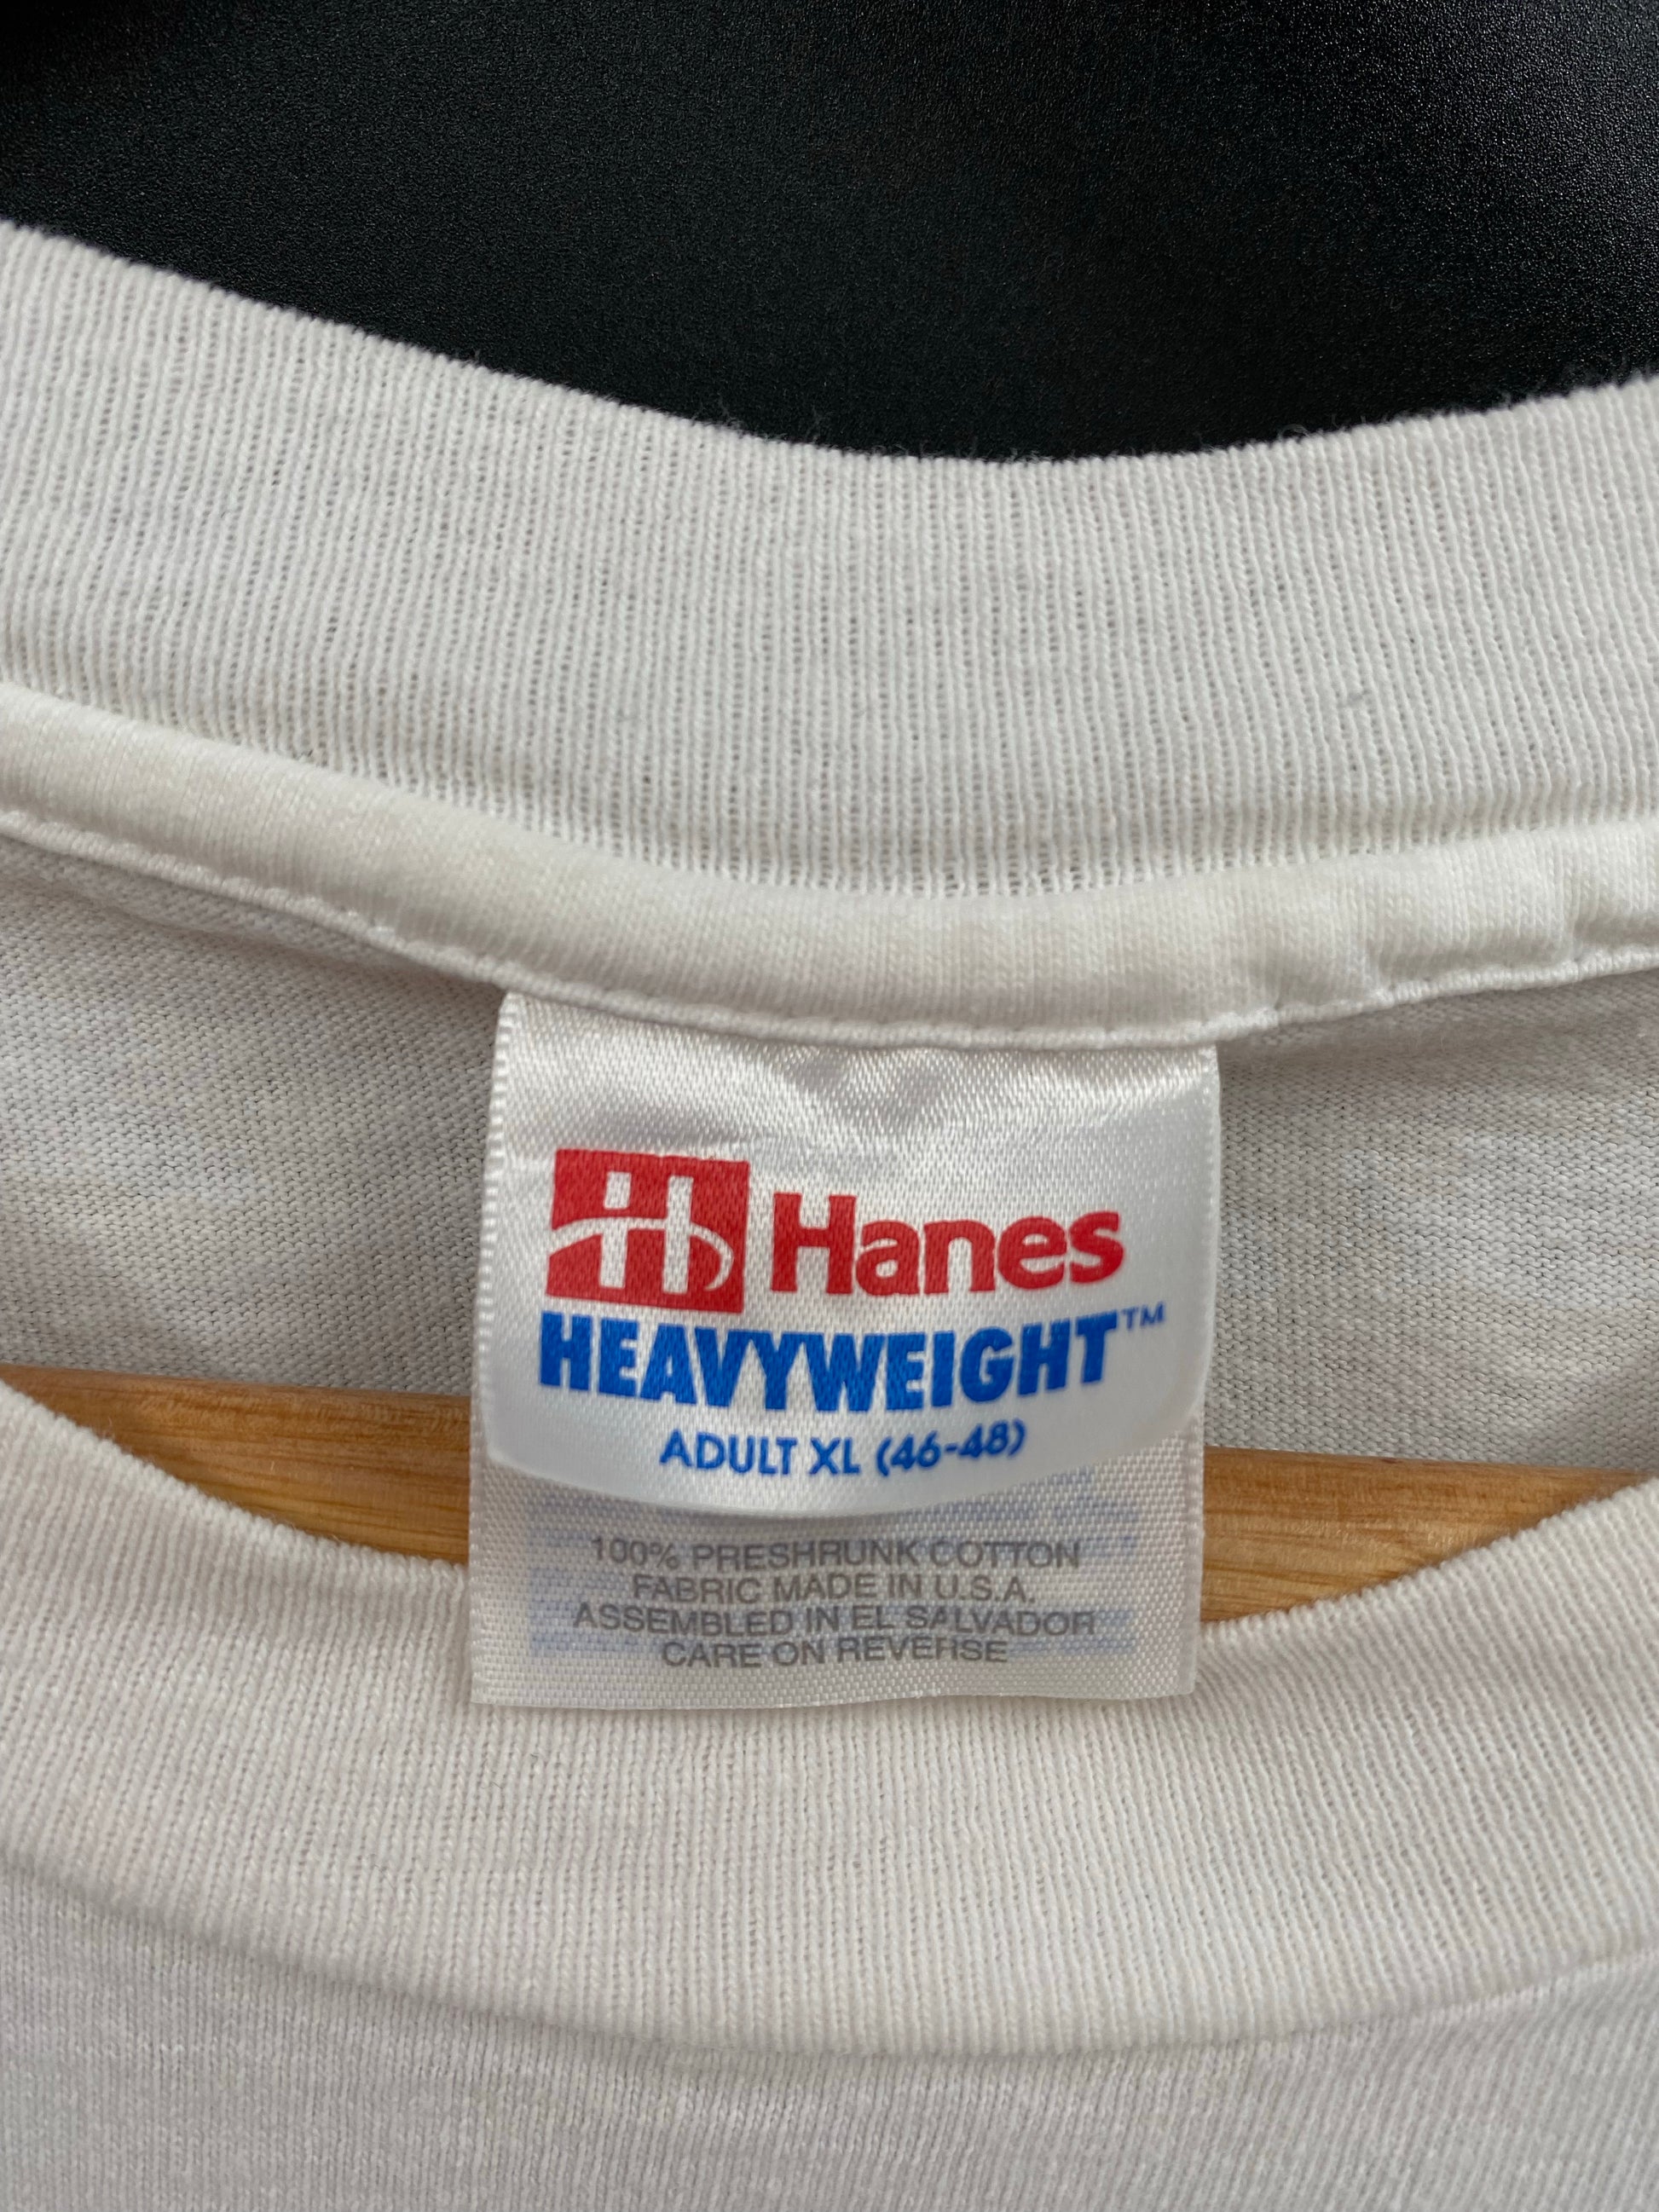 Hanes
HEAVYWEIGHT™
ADULT XL (46-48)
100% PRESHRUNK COTTON
FABRIC MADE IN U.S.A.
ASSEMBLED IN EL SALVADOR
CARE ON REVERSE